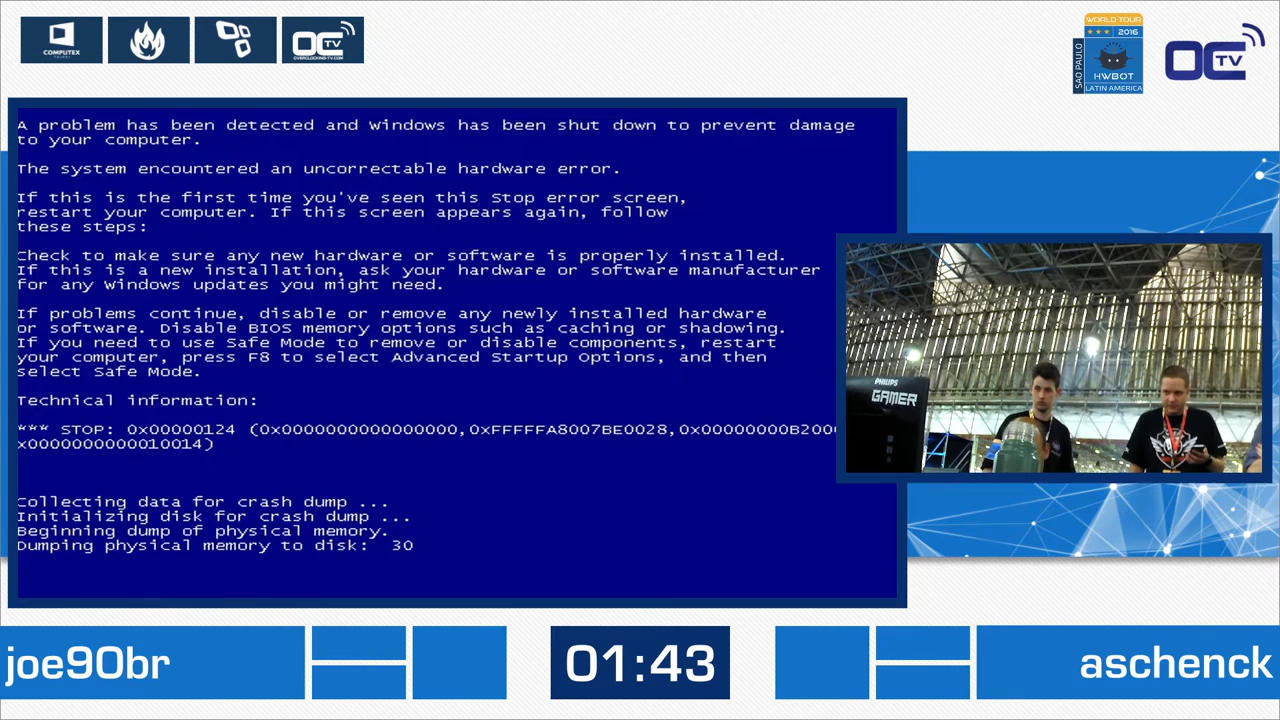 COMPUTEX
OC TV
OVERCLOCKING-TV.COM
WORLD TOUR
2016
SAO PAULO
HWBOT
LATIN AMERICA
OC TV
A problem has been detected and Windows has been shut down to prevent damage
to your computer.
The system encountered an uncorrectable hardware error.
If this is the first time you've seen this Stop error screen,
restart your computer. If this screen appears again, follow
these steps:
Check to make sure any new hardware or software is properly installed.
If this is a new installation, ask your hardware or software manufacturer
for any Windows updates you might need.
If problems continue, disable or remove any newly installed hardware
or software. Disable BIOS memory options such as caching or shadowing.
If you need to use Safe Mode to remove or disable components, restart
your computer, press F8 to select Advanced Startup Options, and then
select Safe Mode.
Technical information:
*** STOP: 0x00000124 (0x0000000000000000,0xFFFFFA8007BE0028,0x00000000B200
x0000000000010014)
Collecting data for crash dump ...
Initializing disk for crash dump ...
Beginning dump of physical memory.
Dumping physical memory to disk: 30
PHILIPS
GAMER
joe90br
01:43
aschenck